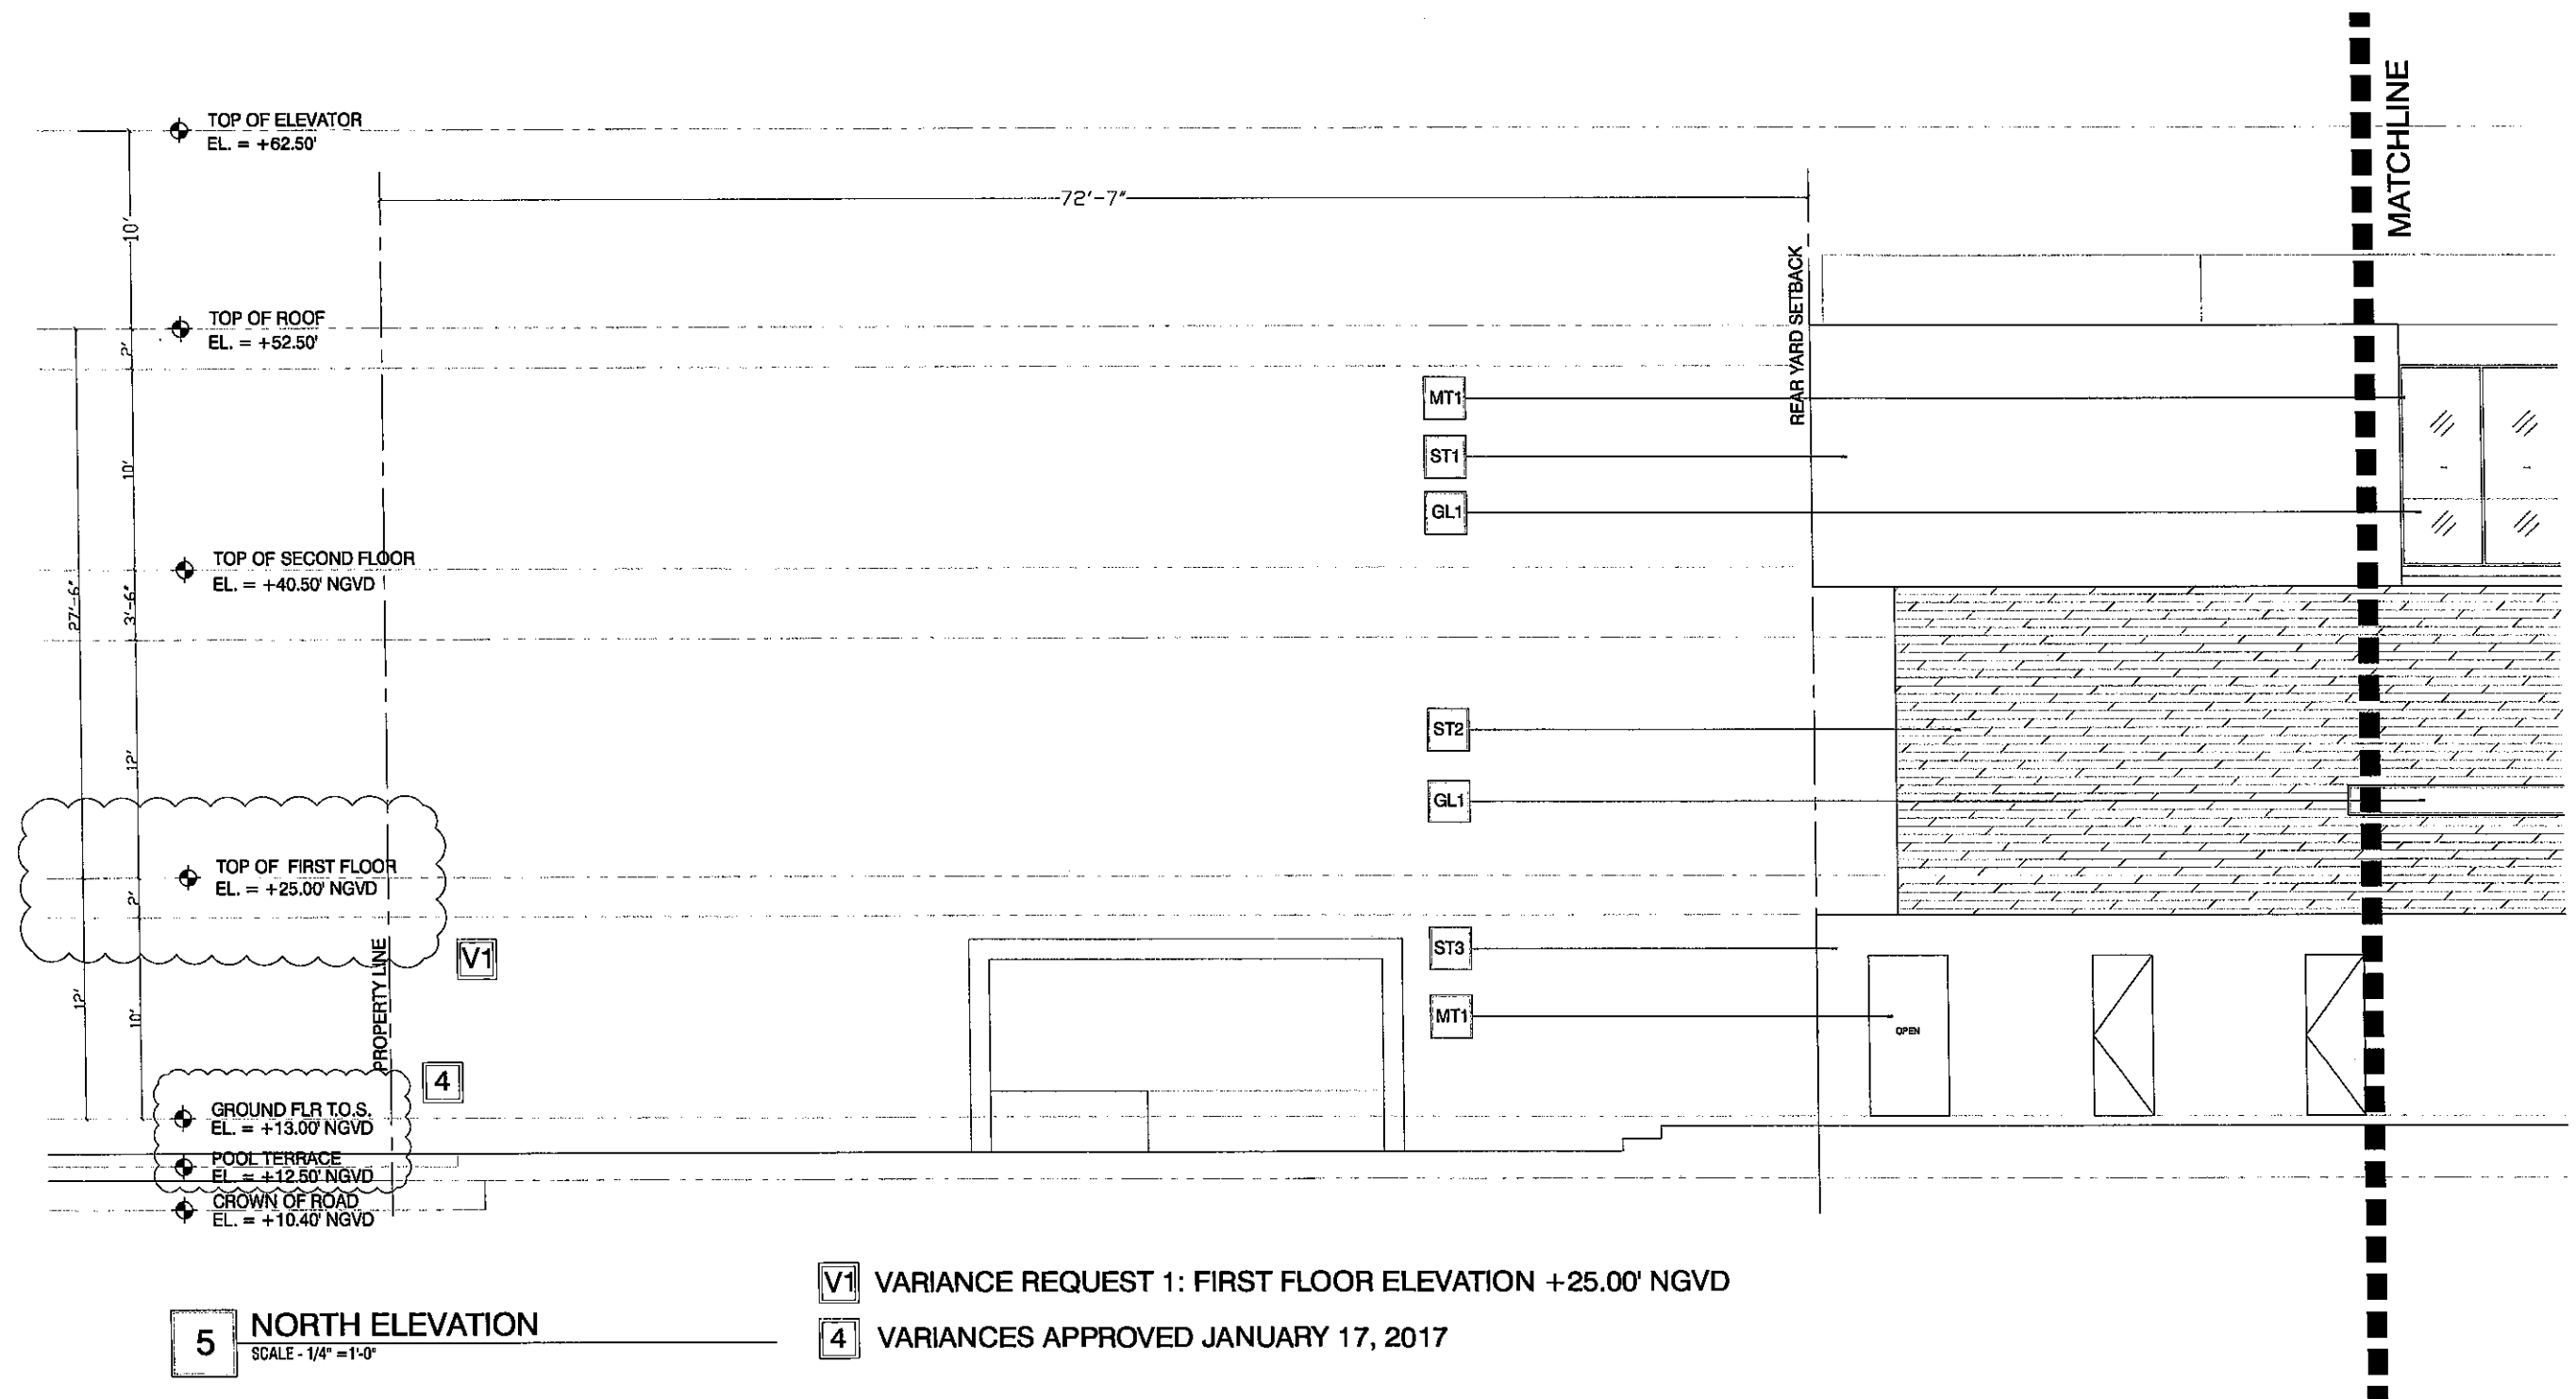 MATCHLINE
TOP OF ELEVATOR
EL. = +62.50'
72'-7"
10'
REAR YARD SETBACK
TOP OF ROOF
EL. = +52.50'
2'
MT1
ST1
GL1
10'
TOP OF SECOND FLOOR
EL. = +40.50' NGVD
27'-6"
3'-6"
ST2
12'
GL1
TOP OF FIRST FLOOR
EL. = +25.00' NGVD
2'
V1
PROPERTY LINE
ST3
12'
10'
MT1
OPEN
4
GROUND FLR T.O.S.
EL. = +13.00' NGVD
POOL TERRACE
EL. = +12.50' NGVD
CROWN OF ROAD
EL. = +10.40' NGVD
V1 VARIANCE REQUEST 1: FIRST FLOOR ELEVATION +25.00' NGVD
4 VARIANCES APPROVED JANUARY 17, 2017
5 NORTH ELEVATION
SCALE - 1/4" =1'-0"